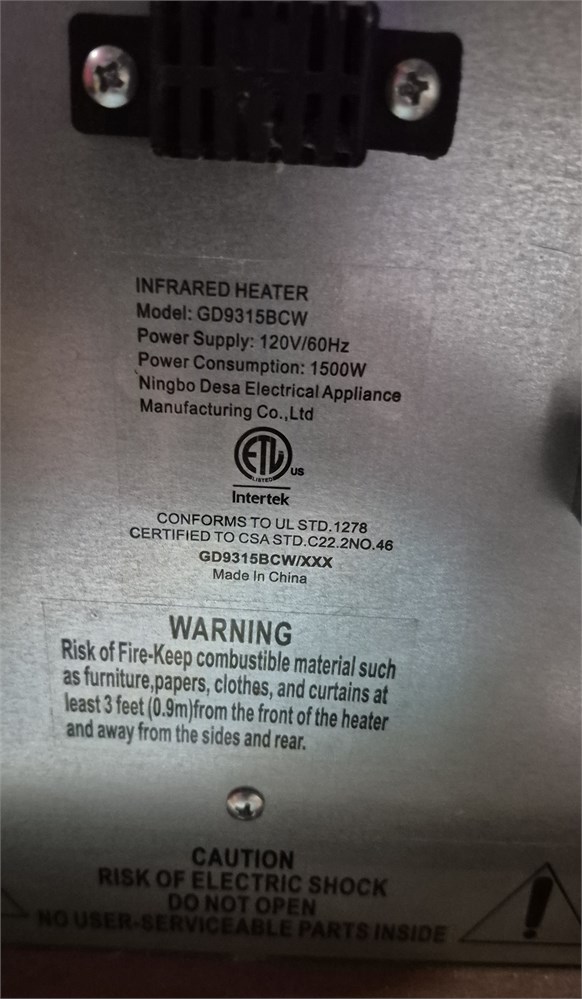 INFRARED HEATER
Model: GD9315BCW
Power Supply: 120V/60Hz
Power Consumption: 1500W
Ningbo Desa Electrical Appliance
Manufacturing Co.,Ltd
ETL
LISTED
US
Intertek
CONFORMS TO UL STD.1278
CERTIFIED TO CSA STD.C22.2NO.46
GD9315BCW/XXX
Made In China
WARNING
Risk of Fire-Keep combustible material such
as furniture,papers, clothes, and curtains at
least 3 feet (0.9m)from the front of the heater
and away from the sides and rear.
CAUTION
RISK OF ELECTRIC SHOCK
DO NOT OPEN
NO USER-SERVICEABLE PARTS INSIDE